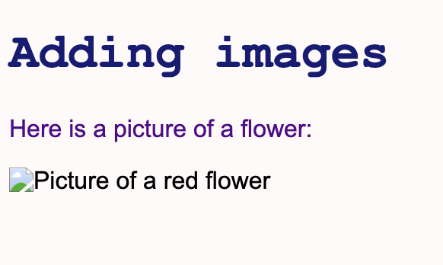 Adding images
Here is a picture of a flower:
Picture of a red flower